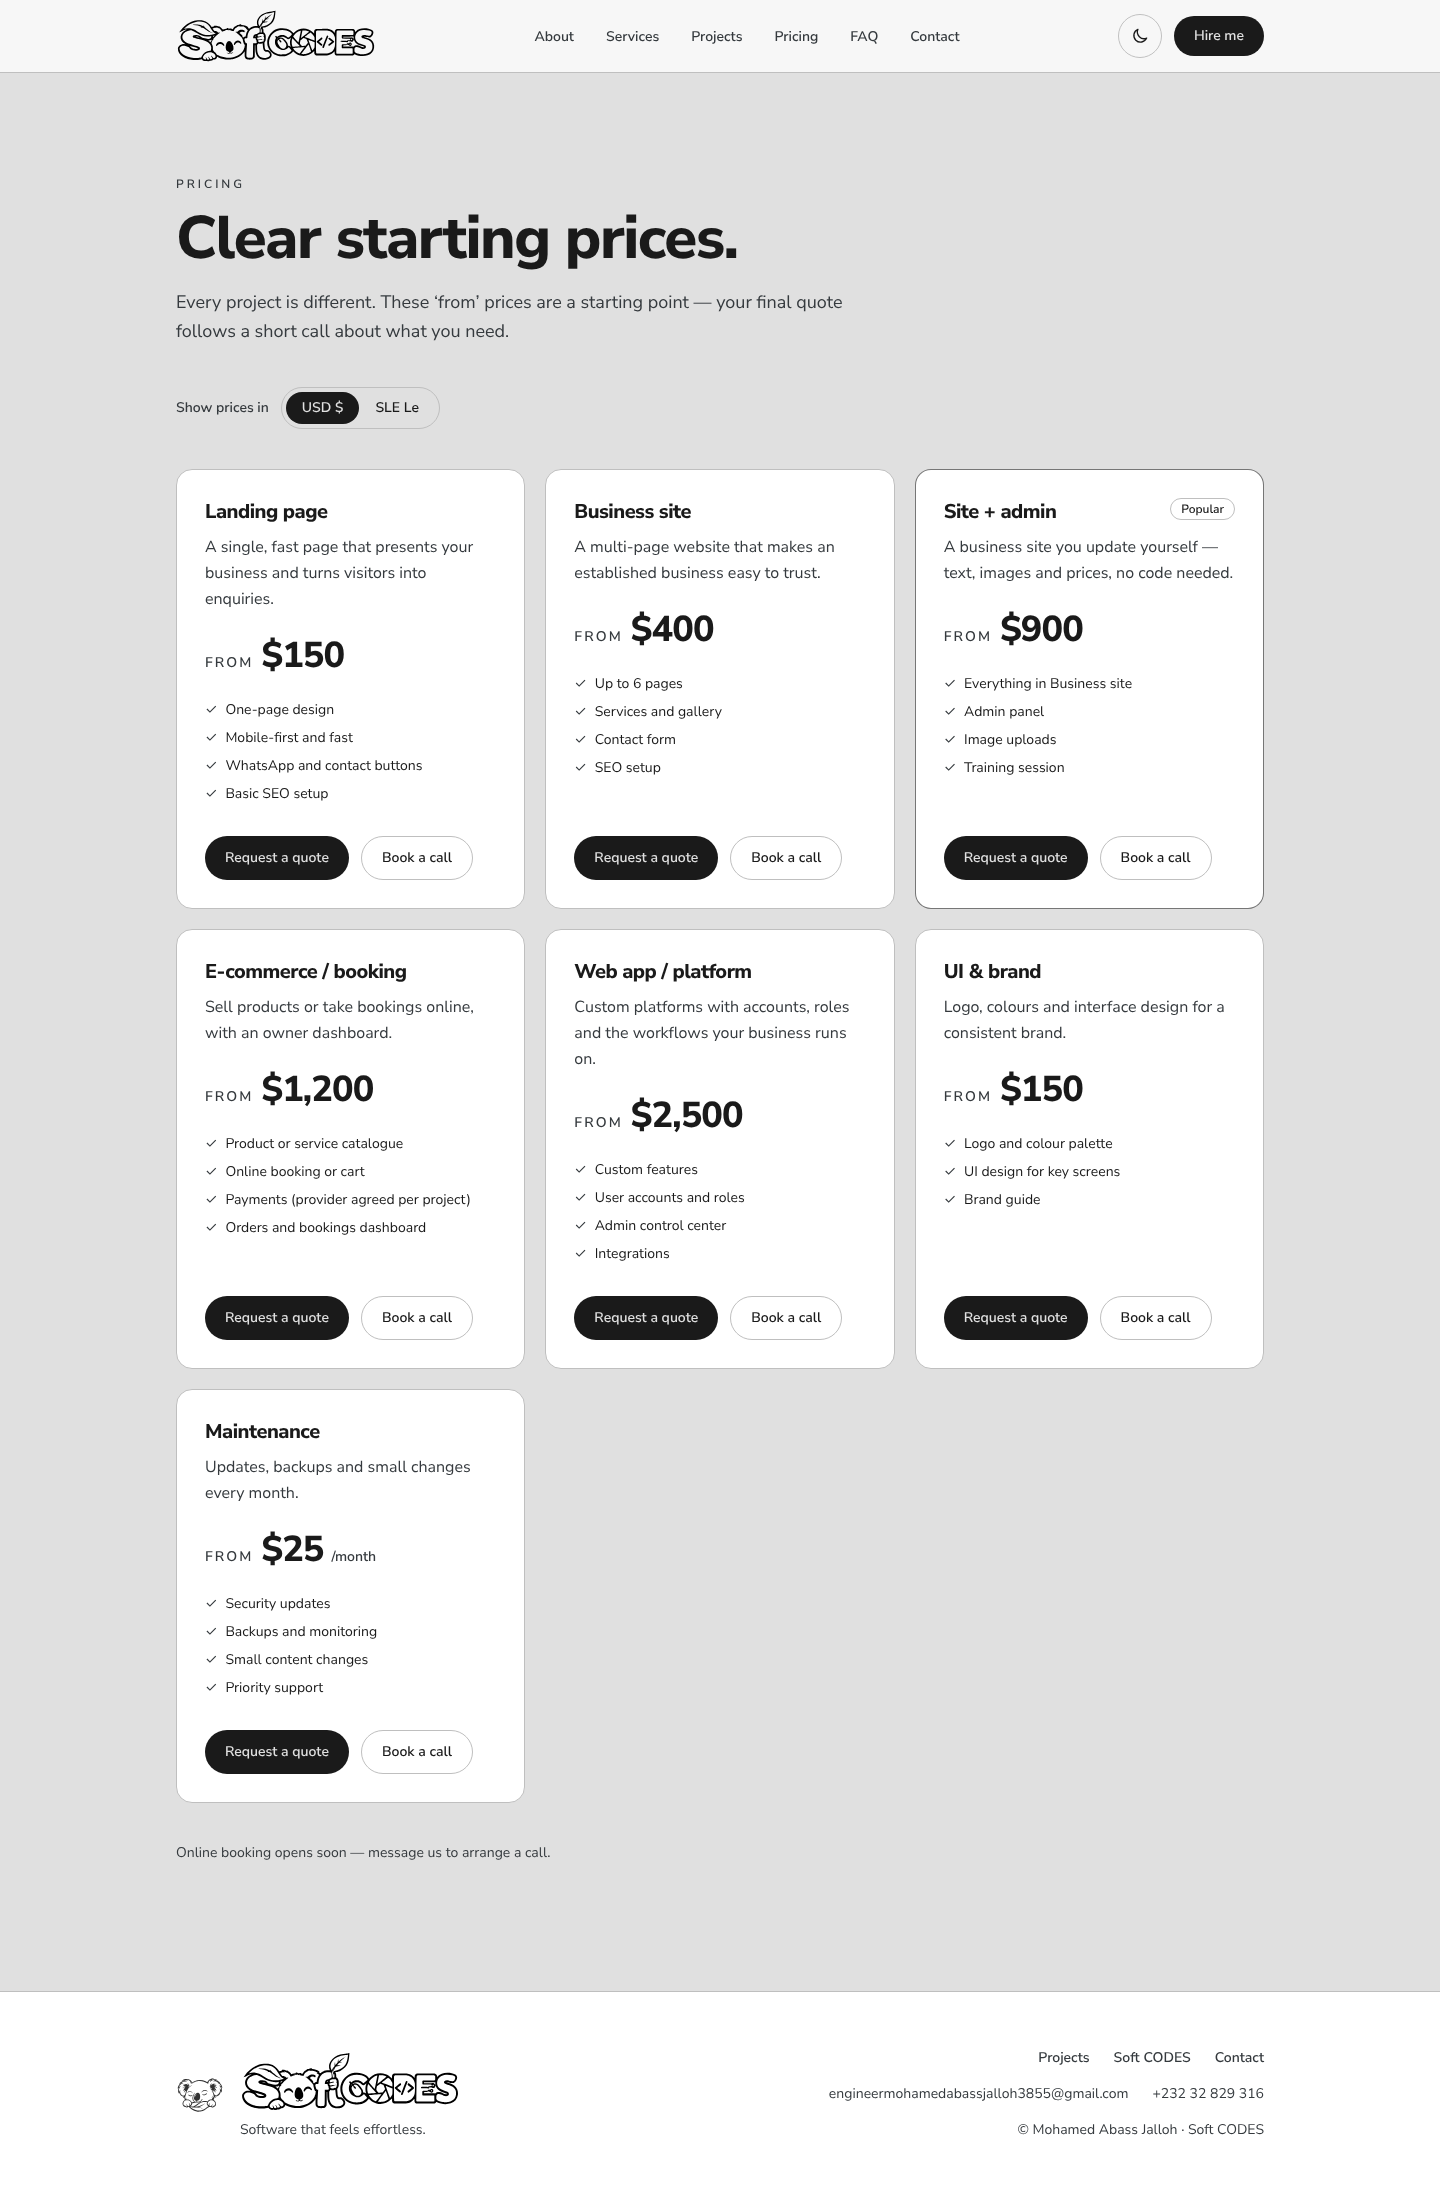 Soft CODES
About Services Projects Pricing FAQ Contact
Hire me
PRICING
Clear starting prices.
Every project is different. These ‘from’ prices are a starting point — your final quote
follows a short call about what you need.
Show prices in USD $ SLE Le
Landing page
A single, fast page that presents your
business and turns visitors into
enquiries.
FROM $150
✓ One-page design
✓ Mobile-first and fast
✓ WhatsApp and contact buttons
✓ Basic SEO setup
Request a quote Book a call
Business site
A multi-page website that makes an
established business easy to trust.
FROM $400
✓ Up to 6 pages
✓ Services and gallery
✓ Contact form
✓ SEO setup
Request a quote Book a call
Site + admin Popular
A business site you update yourself —
text, images and prices, no code needed.
FROM $900
✓ Everything in Business site
✓ Admin panel
✓ Image uploads
✓ Training session
Request a quote Book a call
E-commerce / booking
Sell products or take bookings online,
with an owner dashboard.
FROM $1,200
✓ Product or service catalogue
✓ Online booking or cart
✓ Payments (provider agreed per project)
✓ Orders and bookings dashboard
Request a quote Book a call
Web app / platform
Custom platforms with accounts, roles
and the workflows your business runs
on.
FROM $2,500
✓ Custom features
✓ User accounts and roles
✓ Admin control center
✓ Integrations
Request a quote Book a call
UI & brand
Logo, colours and interface design for a
consistent brand.
FROM $150
✓ Logo and colour palette
✓ UI design for key screens
✓ Brand guide
Request a quote Book a call
Maintenance
Updates, backups and small changes
every month.
FROM $25 /month
✓ Security updates
✓ Backups and monitoring
✓ Small content changes
✓ Priority support
Request a quote Book a call
Online booking opens soon — message us to arrange a call.
Soft CODES
Software that feels effortless.
Projects Soft CODES Contact
engineermohamedabassjalloh3855@gmail.com +232 32 829 316
© Mohamed Abass Jalloh · Soft CODES